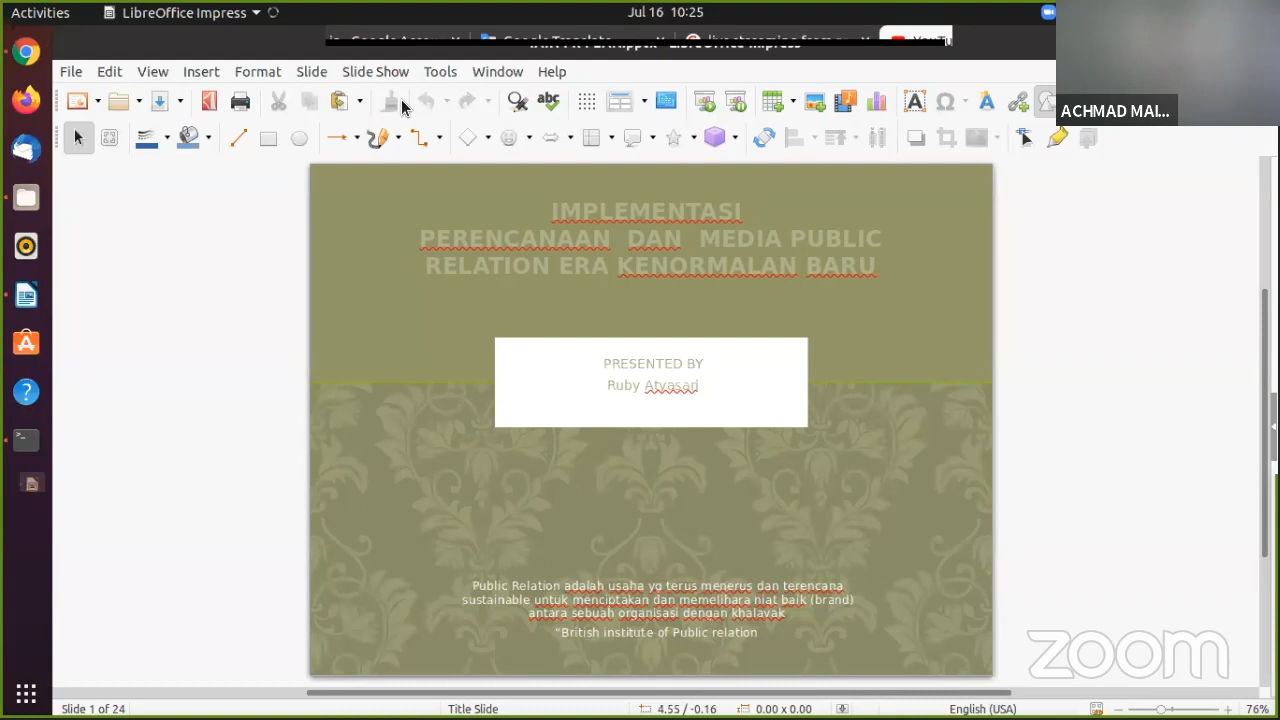 Activities
LibreOffice Impress
Jul 16 10:25
File Edit View Insert Format Slide Slide Show Tools Window Help
ACHMAD MAL...
IMPLEMENTASI
PERENCANAAN DAN MEDIA PUBLIC
RELATION ERA KENORMALAN BARU
PRESENTED BY
Ruby Atyasari
Public Relation adalah usaha yg terus menerus dan terencana
sustainable untuk menciptakan dan memelihara niat baik (brand)
antara sebuah organisasi dengan khalayak
"British institute of Public relation
zoom
Slide 1 of 24
Title Slide
4.55 / -0.16
0.00 x 0.00
English (USA)
76%